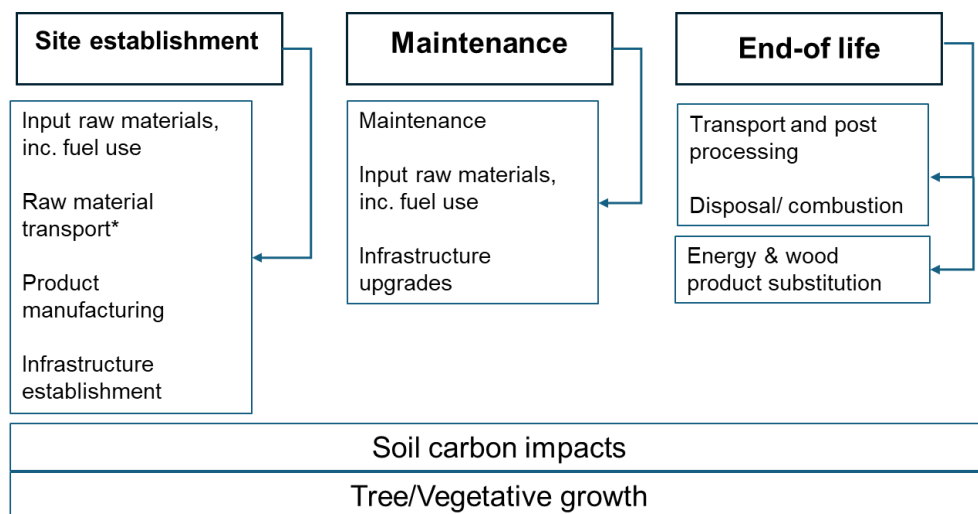 Site establishment
Input raw materials,
inc. fuel use
Raw material
transport*
Product
manufacturing
Infrastructure
establishment
Maintenance
Maintenance
Input raw materials,
inc. fuel use
Infrastructure
upgrades
End-of life
Transport and post
processing
Disposal/ combustion
Energy & wood
product substitution
Soil carbon impacts
Tree/Vegetative growth